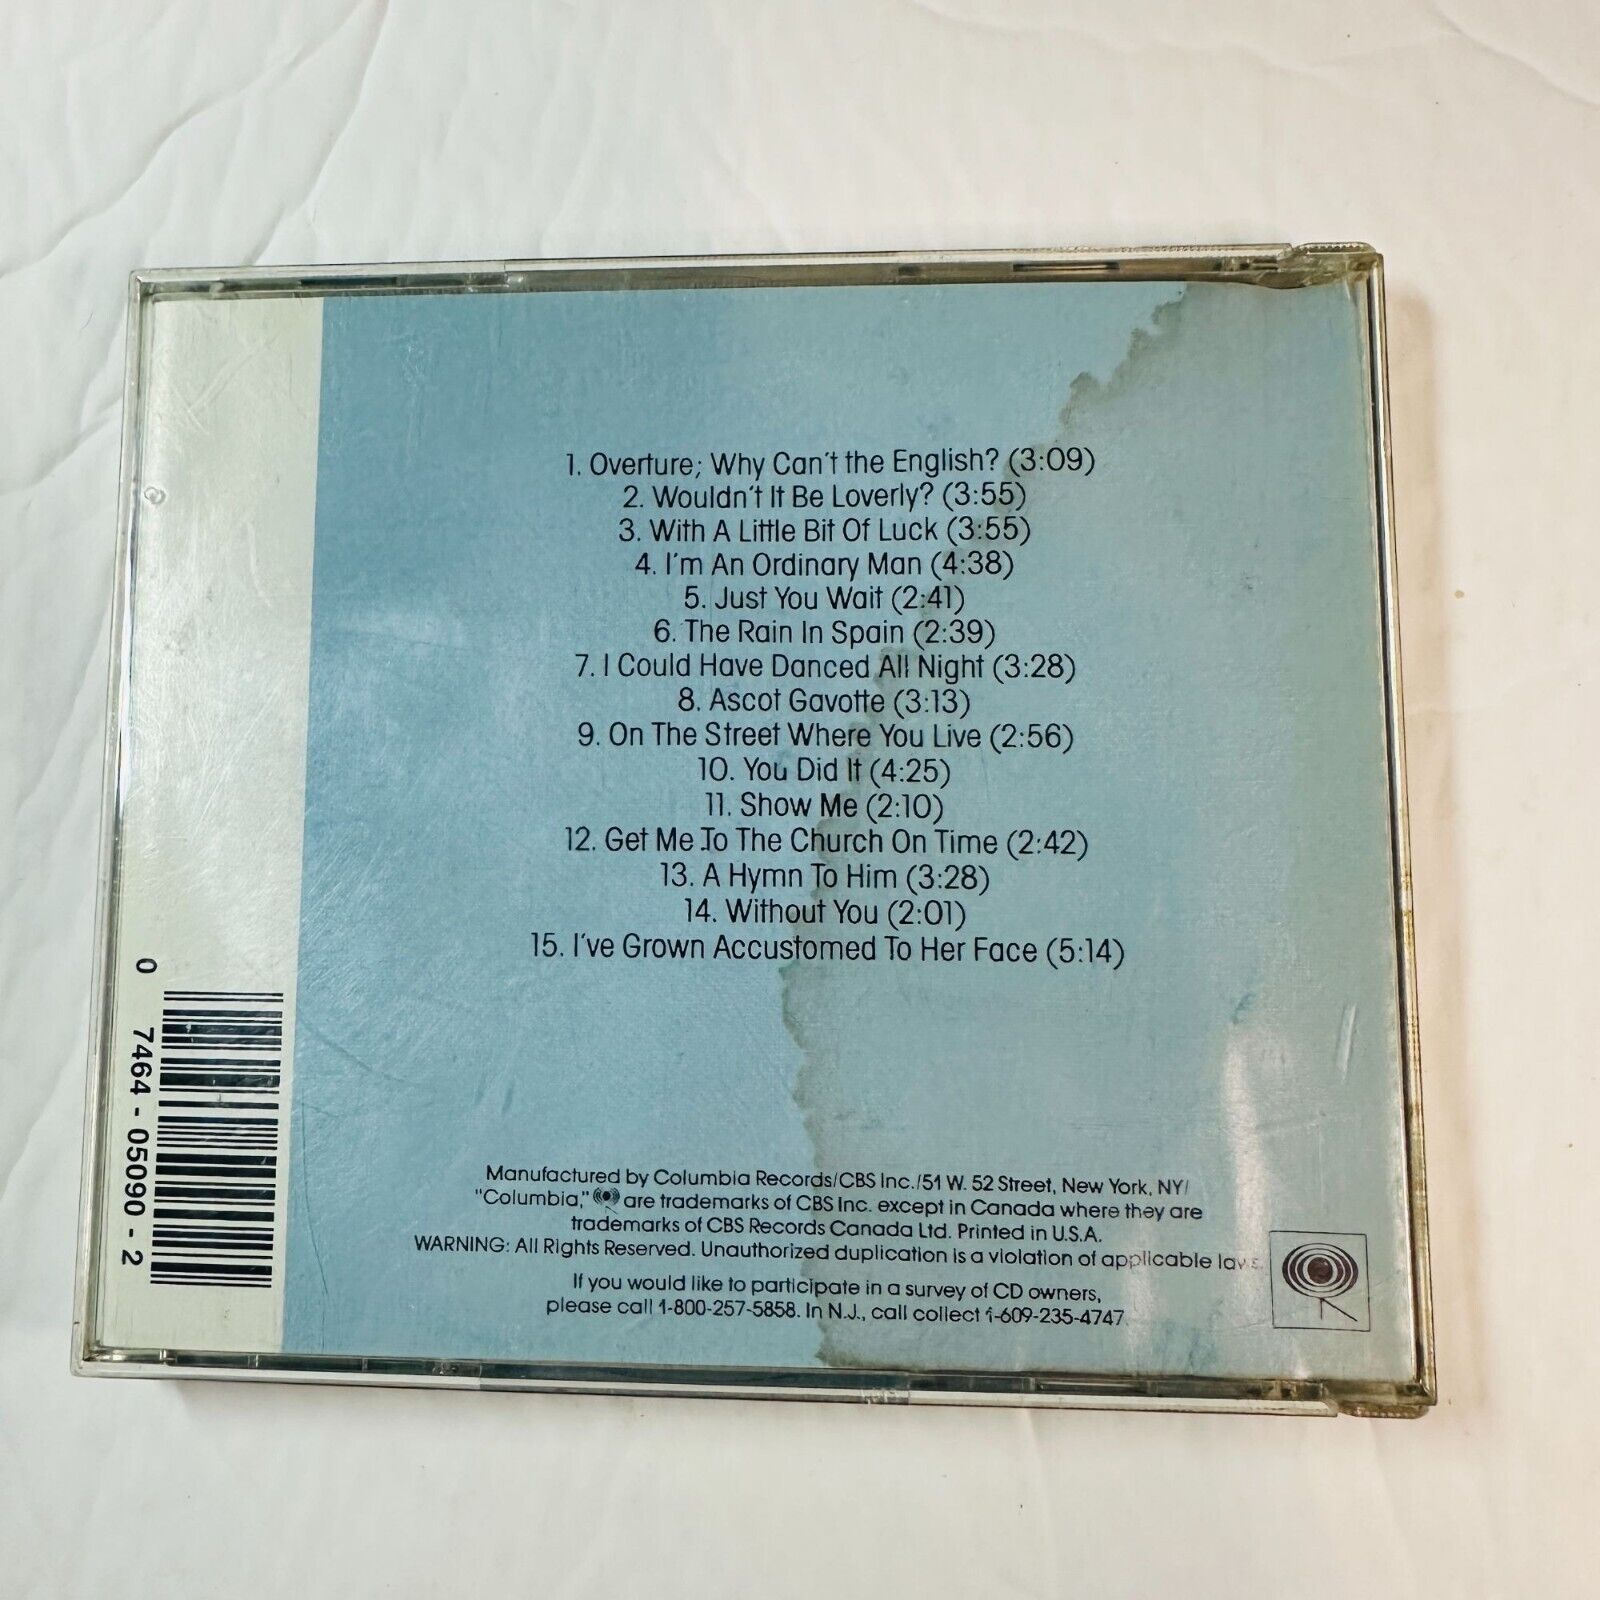 1. Overture; Why Can't the English? (3:09)
2. Wouldn't It Be Loverly? (3:55)
3. With A Little Bit Of Luck (3:55)
4. I'm An Ordinary Man (4:38)
5. Just You Wait (2:41)
6. The Rain In Spain (2:39)
7. I Could Have Danced All Night (3:28)
8. Ascot Gavotte (3:13)
9. On The Street Where You Live (2:56)
10. You Did It (4:25)
11. Show Me (2:10)
12. Get Me To The Church On Time (2:42)
13. A Hymn To Him (3:28)
14. Without You (2:01)
15. I've Grown Accustomed To Her Face (5:14)
0 7464-05090-2
Manufactured by Columbia Records/CBS Inc./51 W. 52 Street, New York, NY/
"Columbia," are trademarks of CBS Inc. except in Canada where they are
trademarks of CBS Records Canada Ltd. Printed in U.S.A.
WARNING: All Rights Reserved. Unauthorized duplication is a violation of applicable laws.
If you would like to participate in a survey of CD owners,
please call 1-800-257-5858. In N.J., call collect 1-609-235-4747.